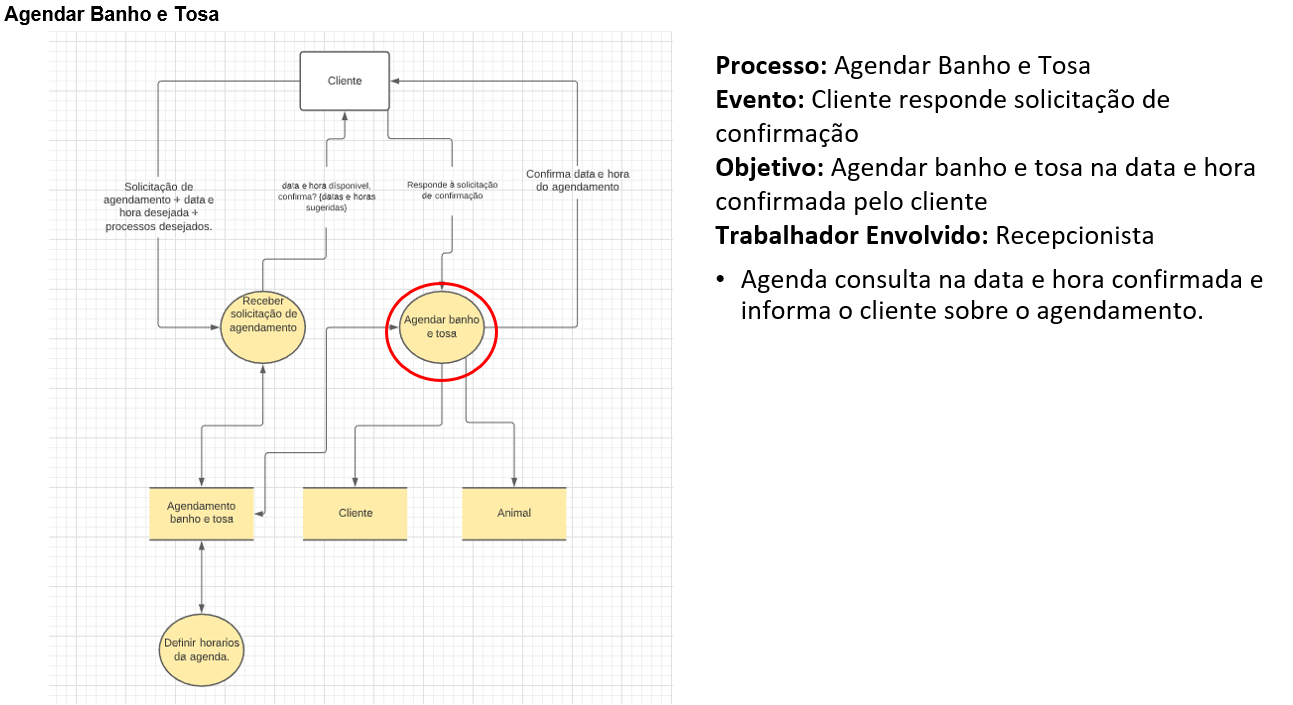 Agendar Banho e Tosa
Cliente
Solicitação de
agendamento + data e
hora desejada +
processos desejados.
data e hora disponivel,
confirma? (datas e horas
sugeridas)
Responde à solicitação
de confirmação
Confirma data e hora
do agendamento
Receber
solicitação de
agendamento
Agendar banho
e tosa
Agendamento
banho e tosa
Cliente
Animal
Definir horarios
da agenda.
Processo: Agendar Banho e Tosa
Evento: Cliente responde solicitação de
confirmação
Objetivo: Agendar banho e tosa na data e hora
confirmada pelo cliente
Trabalhador Envolvido: Recepcionista
• Agenda consulta na data e hora confirmada e
informa o cliente sobre o agendamento.